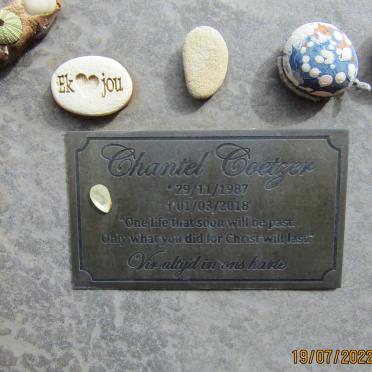 Ek jou
Chantel Coetzer
* 29/11/1987
† 01/03/2018
"One life that soon will be past.
Only what you did for Christ will last"
Vir altyd in ons harte
19/07/2022